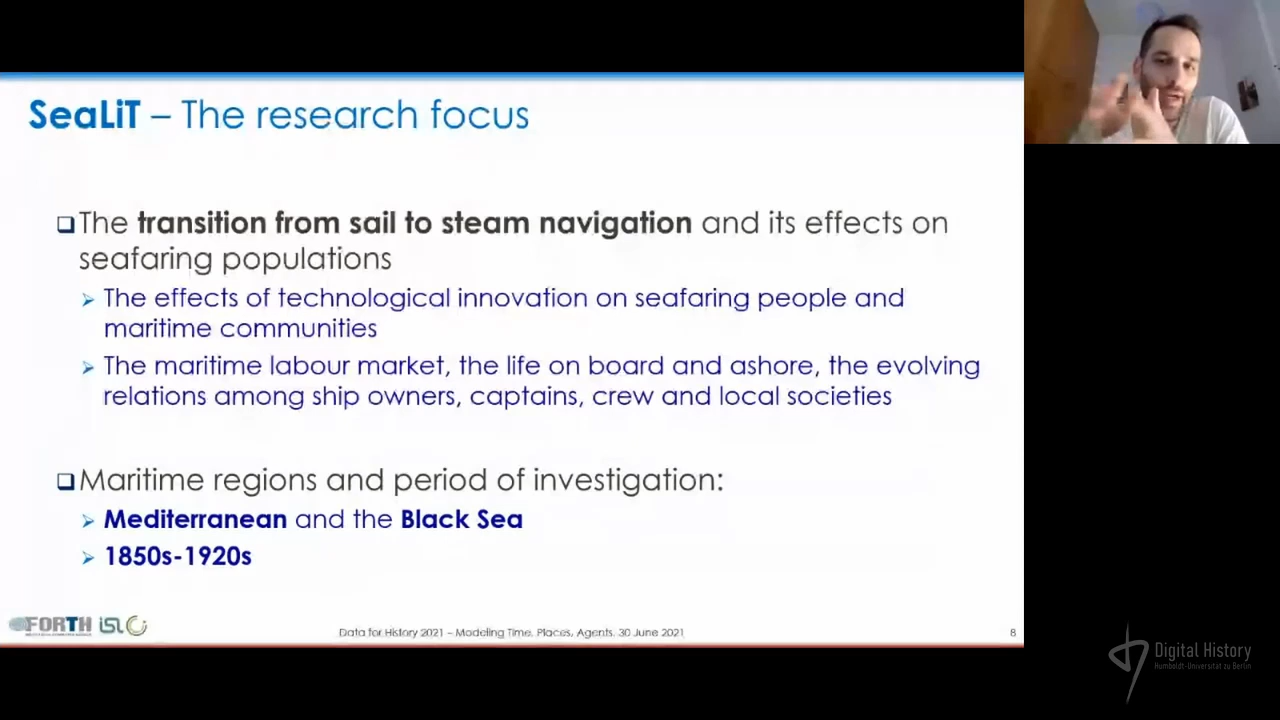 SeaLiT – The research focus
The transition from sail to steam navigation and its effects on
seafaring populations
The effects of technological innovation on seafaring people and
maritime communities
The maritime labour market, the life on board and ashore, the evolving
relations among ship owners, captains, crew and local societies
Maritime regions and period of investigation:
Mediterranean and the Black Sea
1850s-1920s
FORTH isl
Data for History 2021 – Modeling Time, Places, Agents. 30 June 2021
8
Digital History
Humboldt-Universität zu Berlin